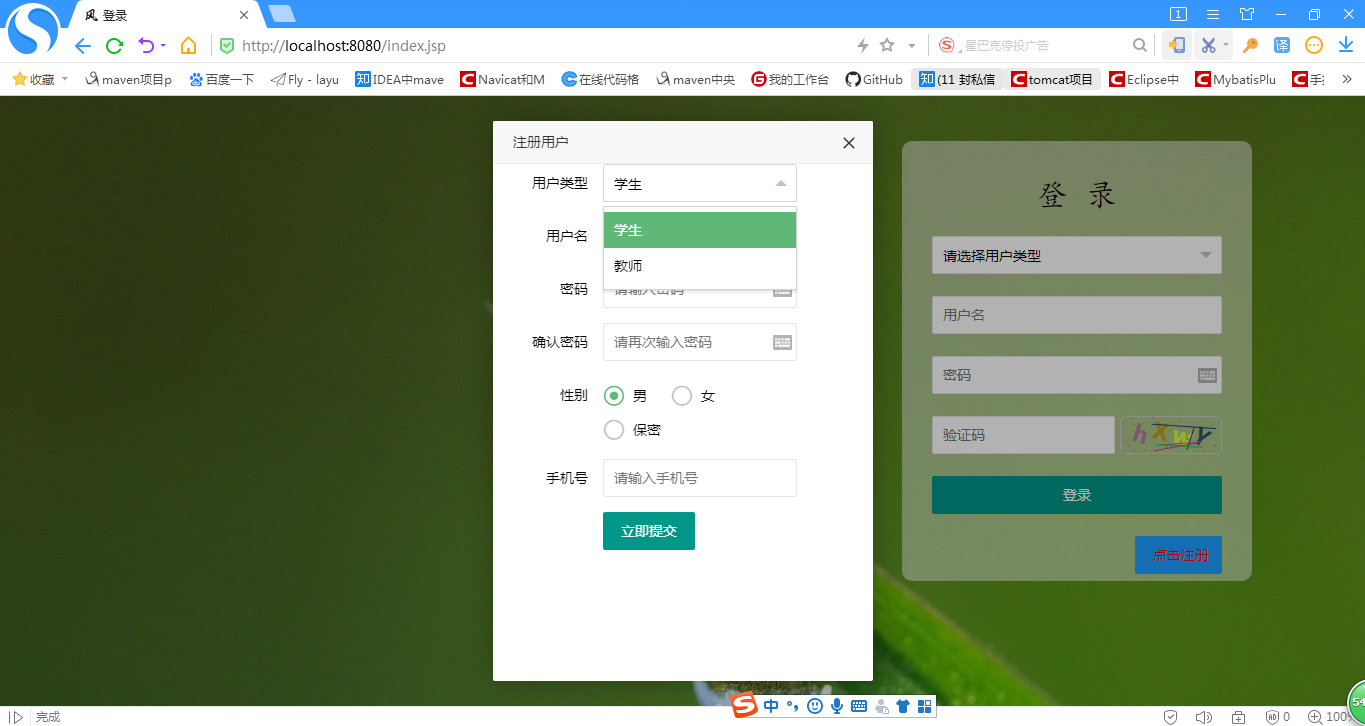 登录
1
http://localhost:8080/index.jsp
星巴克停投广告
译
收藏
maven项目p
百度一下
Fly - layu
知 IDEA中mave
C Navicat和M
C 在线代码格
maven中央
G 我的工作台
GitHub
知 (11 封私信
C tomcat项目
C Eclipse中
C MybatisPlu
C
注册用户
用户类型
学生
学生
教师
用户名
密码
请输入密码
确认密码
请再次输入密码
性别
男
女
保密
手机号
请输入手机号
立即提交
登 录
请选择用户类型
用户名
密码
验证码
hXwy
登录
点击注册
S 中
完成
AD 0
100%
54